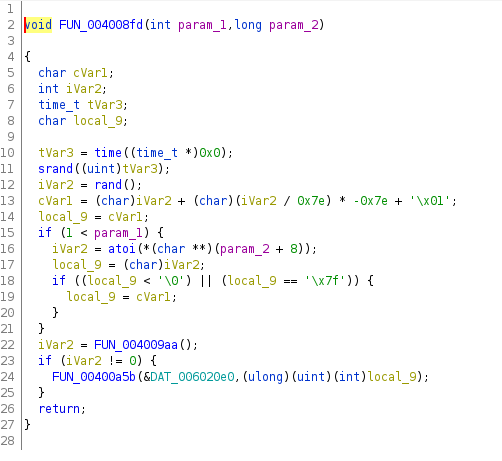 1
2 void FUN_004008fd(int param_1,long param_2)
3
4 {
5   char cVar1;
6   int iVar2;
7   time_t tVar3;
8   char local_9;
9
10   tVar3 = time((time_t *)0x0);
11   srand((uint)tVar3);
12   iVar2 = rand();
13   cVar1 = (char)iVar2 + (char)(iVar2 / 0x7e) * -0x7e + '\x01';
14   local_9 = cVar1;
15   if (1 < param_1) {
16     iVar2 = atoi(*(char **)(param_2 + 8));
17     local_9 = (char)iVar2;
18     if ((local_9 < '\0') || (local_9 == '\x7f')) {
19       local_9 = cVar1;
20     }
21   }
22   iVar2 = FUN_004009aa();
23   if (iVar2 != 0) {
24     FUN_00400a5b(&DAT_006020e0,(ulong)(uint)(int)local_9);
25   }
26   return;
27 }
28